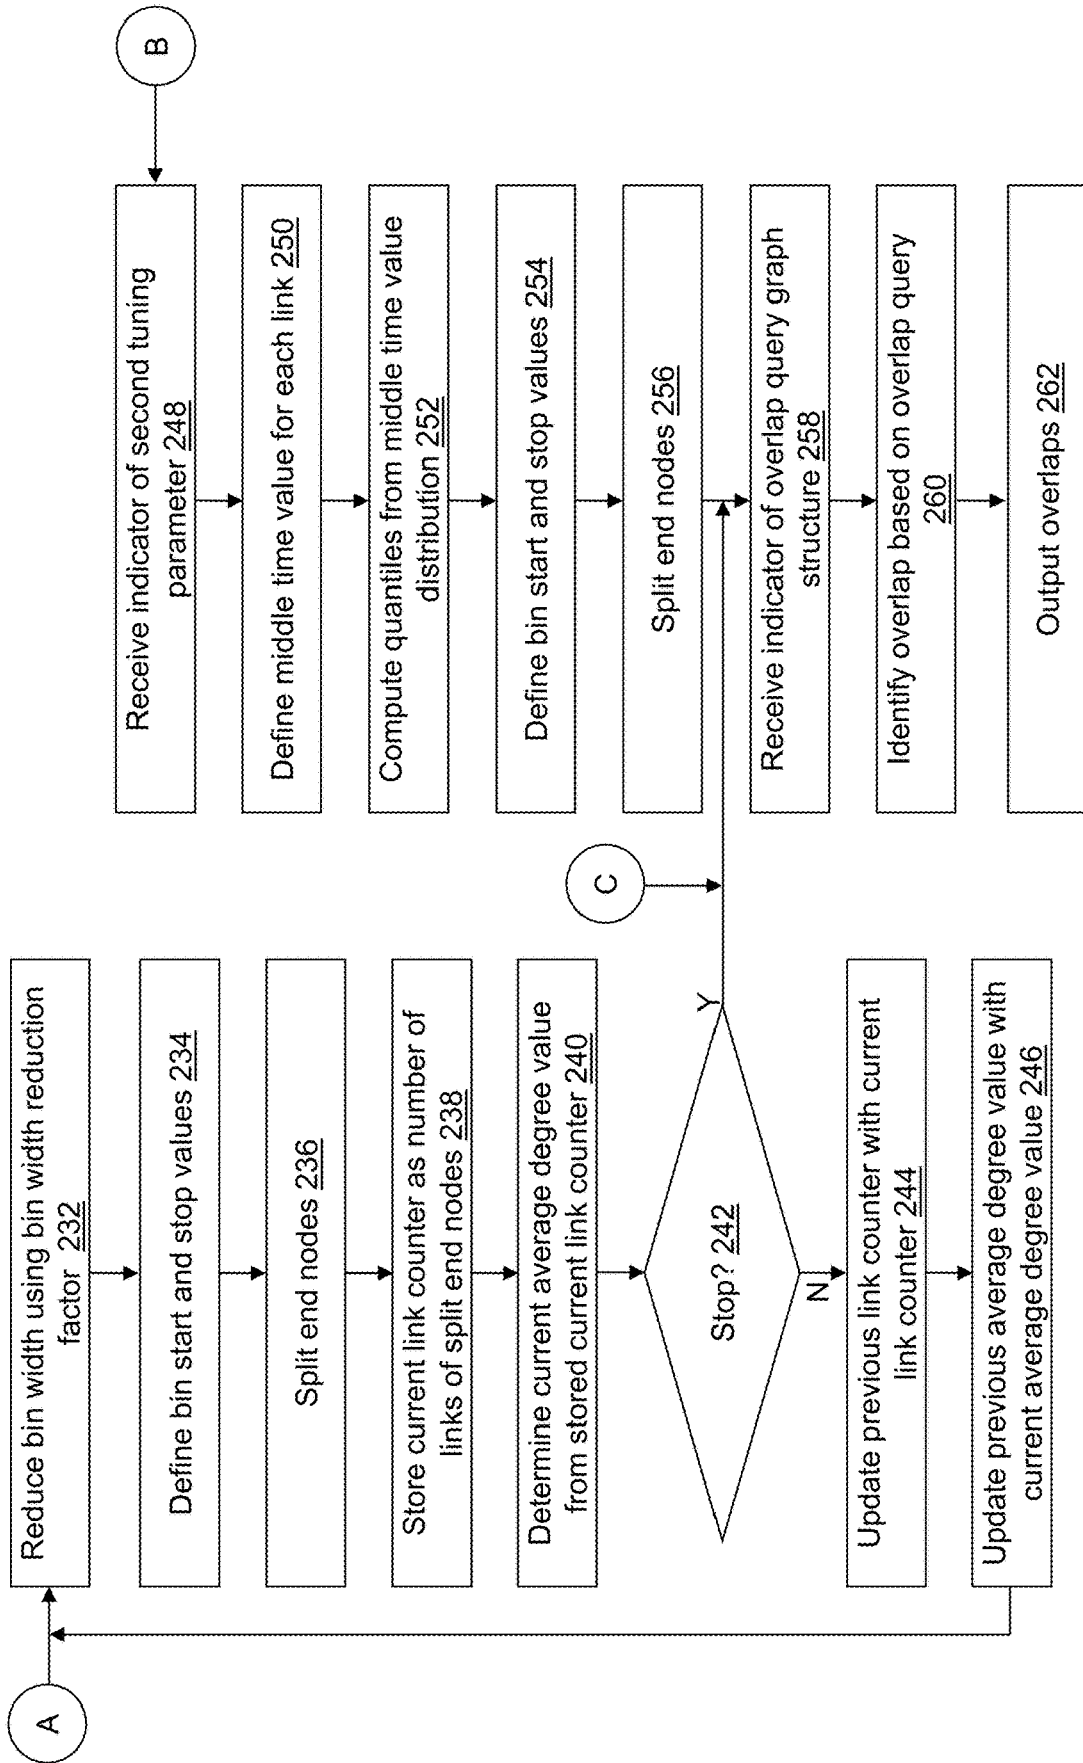 A
Reduce bin width using bin width reduction
factor 232
Define bin start and stop values 234
Split end nodes 236
Store current link counter as number of
links of split end nodes 238
Determine current average degree value
from stored current link counter 240
Stop? 242
Y
N
Update previous link counter with current
link counter 244
Update previous average degree value with
current average degree value 246
C
B
Receive indicator of second tuning
parameter 248
Define middle time value for each link 250
Compute quantiles from middle time value
distribution 252
Define bin start and stop values 254
Split end nodes 256
Receive indicator of overlap query graph
structure 258
Identify overlap based on overlap query
260
Output overlaps 262